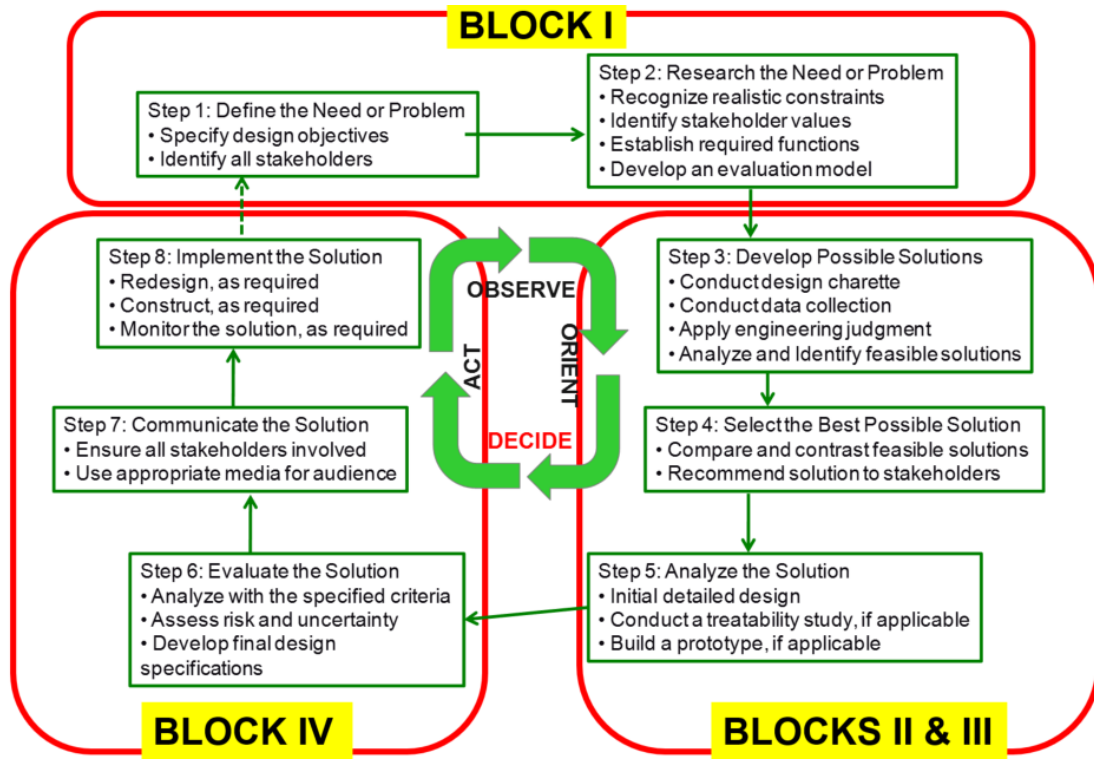 BLOCK I
Step 1: Define the Need or Problem
• Specify design objectives
• Identify all stakeholders
Step 2: Research the Need or Problem
• Recognize realistic constraints
• Identify stakeholder values
• Establish required functions
• Develop an evaluation model
Step 3: Develop Possible Solutions
• Conduct design charette
• Conduct data collection
• Apply engineering judgment
• Analyze and Identify feasible solutions
Step 4: Select the Best Possible Solution
• Compare and contrast feasible solutions
• Recommend solution to stakeholders
Step 5: Analyze the Solution
• Initial detailed design
• Conduct a treatability study, if applicable
• Build a prototype, if applicable
BLOCKS II & III
Step 6: Evaluate the Solution
• Analyze with the specified criteria
• Assess risk and uncertainty
• Develop final design
specifications
Step 7: Communicate the Solution
• Ensure all stakeholders involved
• Use appropriate media for audience
Step 8: Implement the Solution
• Redesign, as required
• Construct, as required
• Monitor the solution, as required
BLOCK IV
OBSERVE
ORIENT
DECIDE
ACT